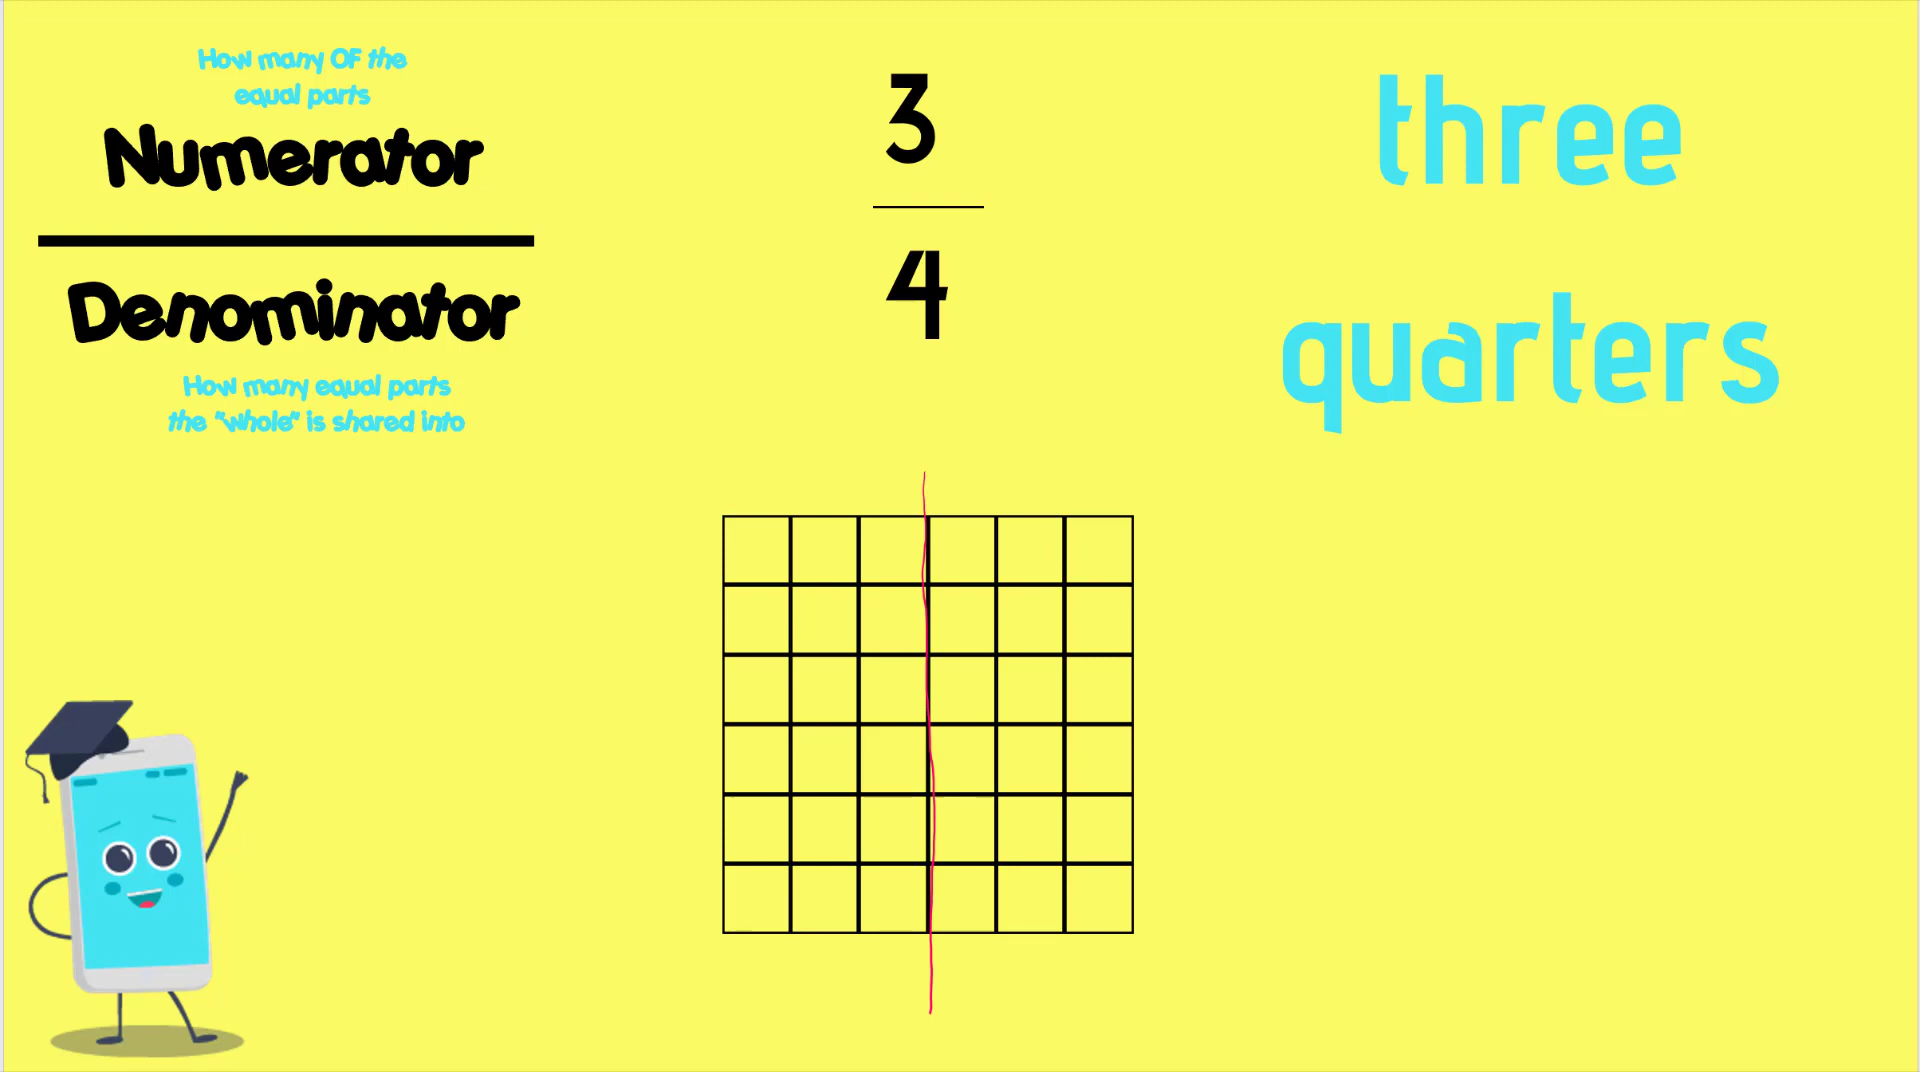 How many OF the
equal parts
Numerator
Denominator
How many equal parts
the "whole" is shared into
3
4
three
quarters